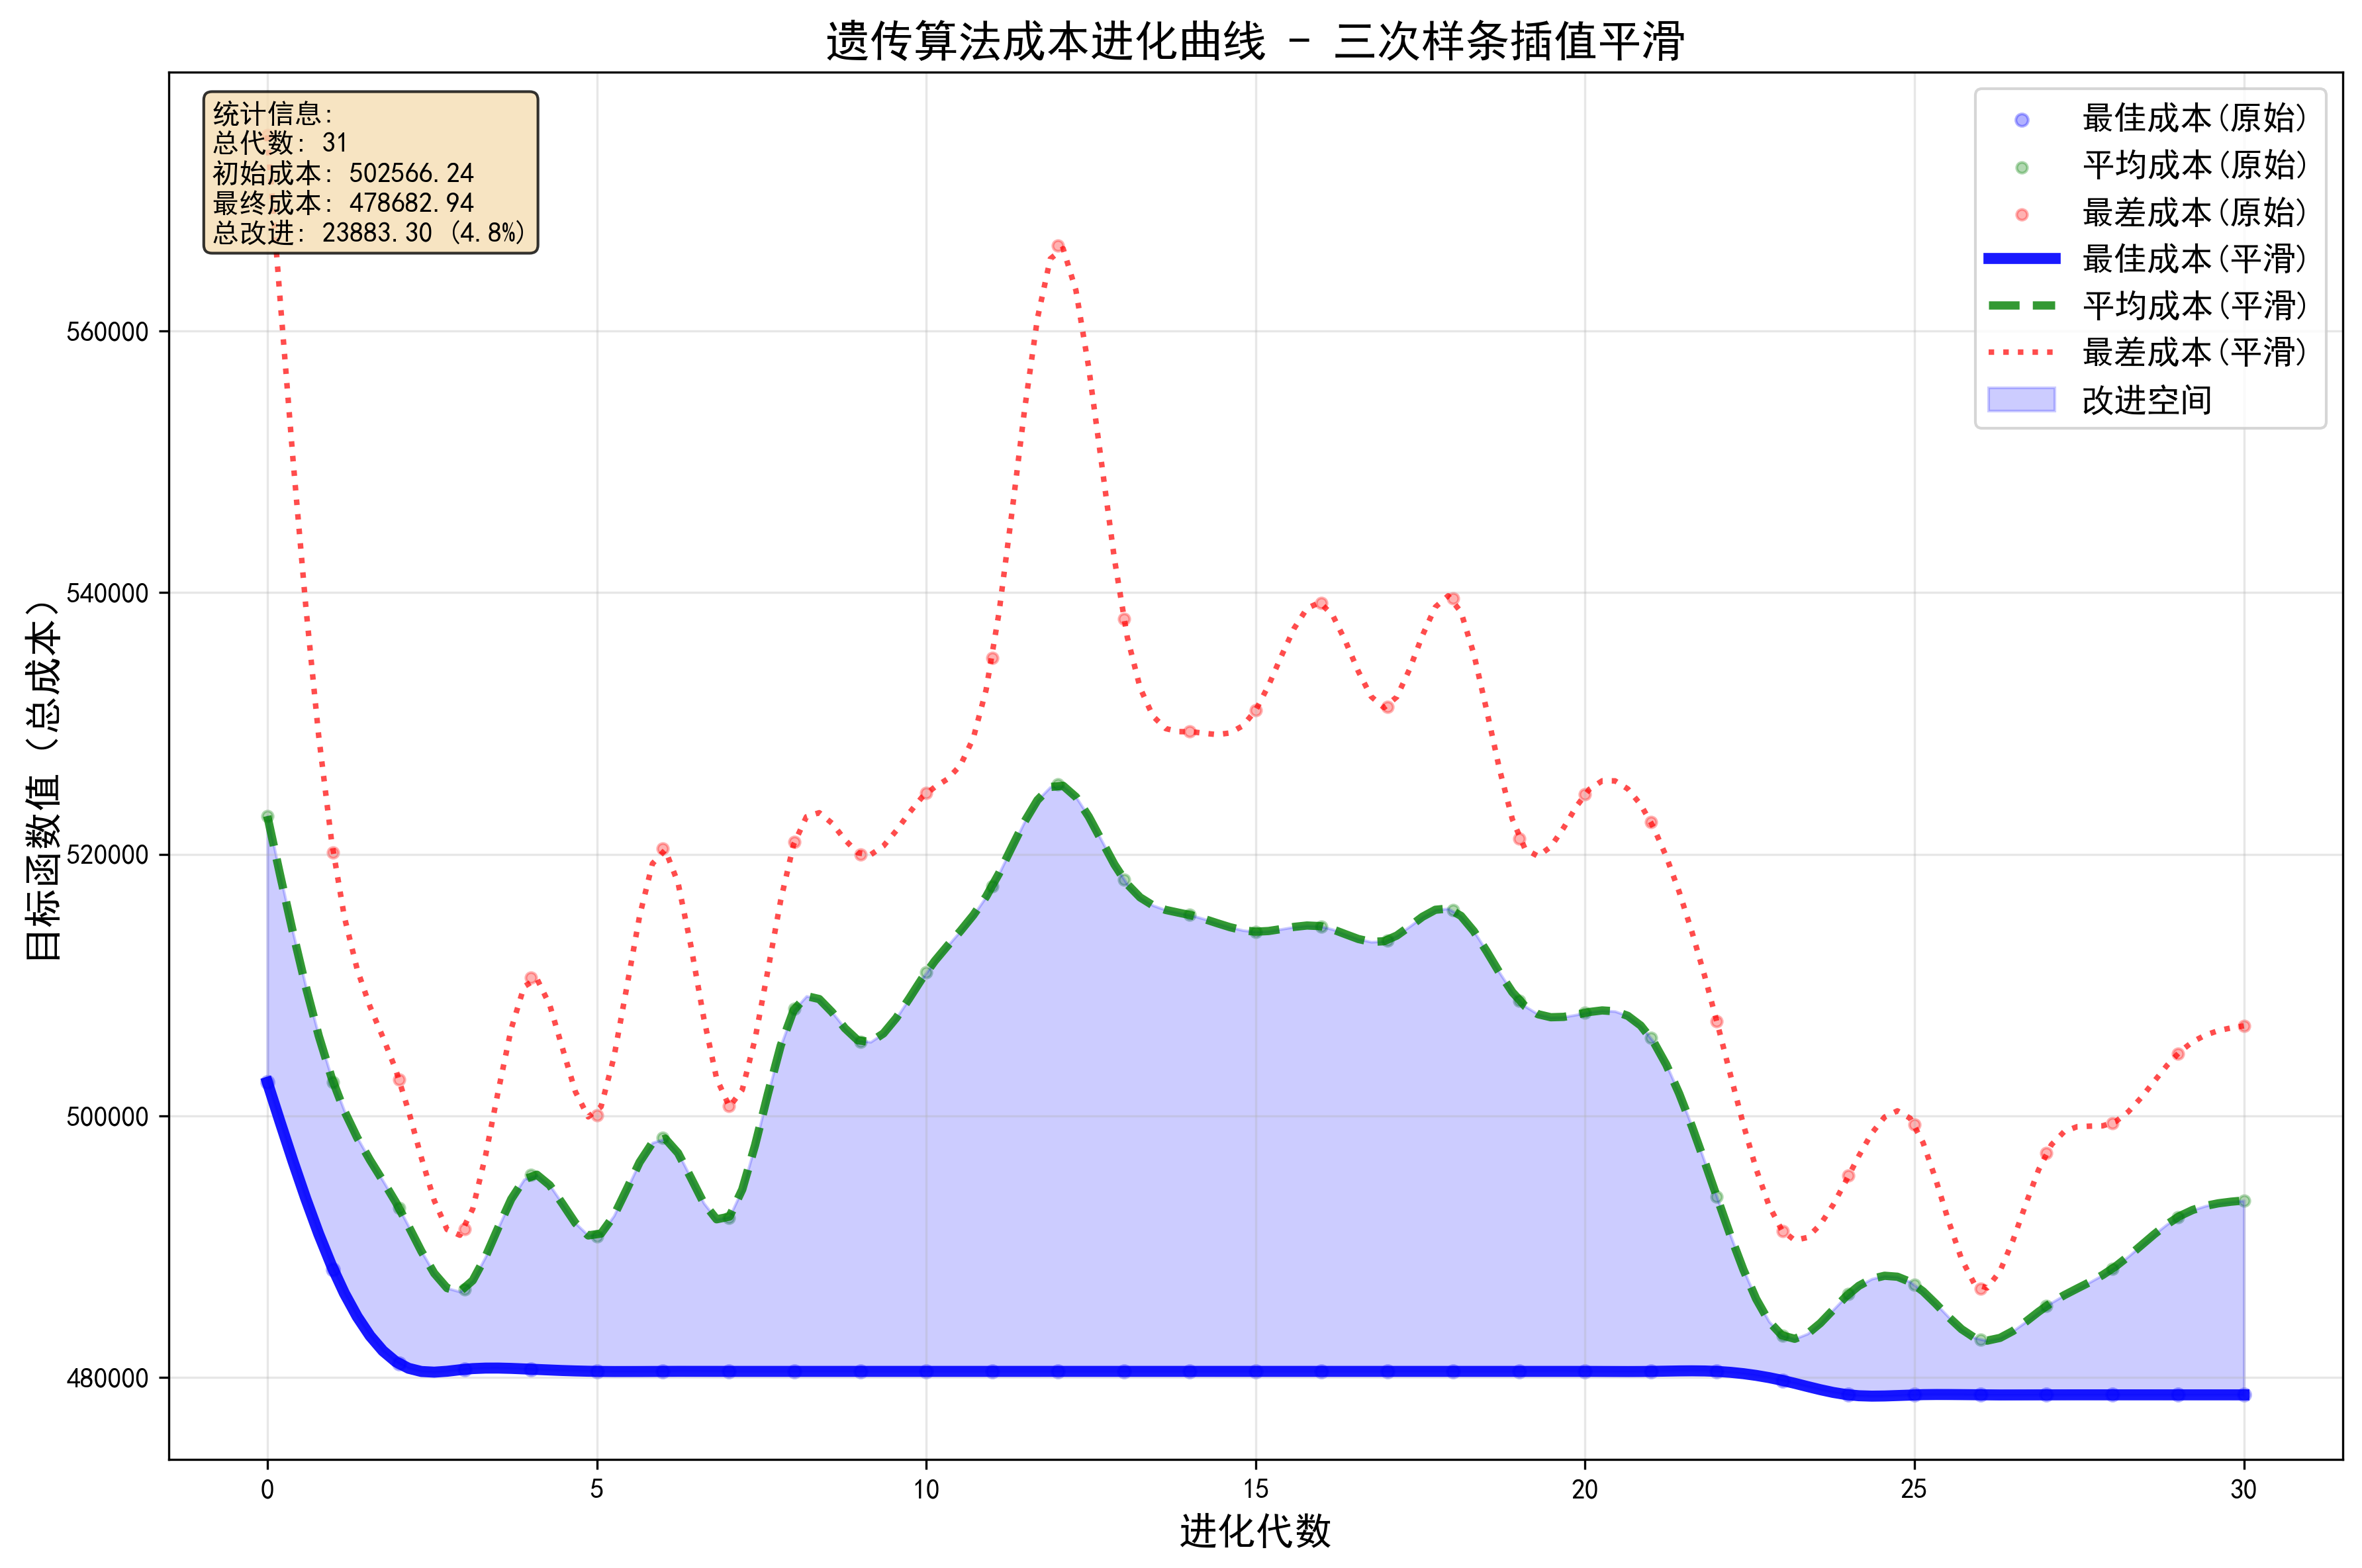 遗传算法成本进化曲线 - 三次样条插值平滑
统计信息:
总代数: 31
初始成本: 502566.24
最终成本: 478682.94
总改进: 23883.30 (4.8%)
最佳成本(原始)
平均成本(原始)
最差成本(原始)
最佳成本(平滑)
平均成本(平滑)
最差成本(平滑)
改进空间
目标函数值（总成本）
560000
540000
520000
500000
480000
0
5
10
15
20
25
30
进化代数